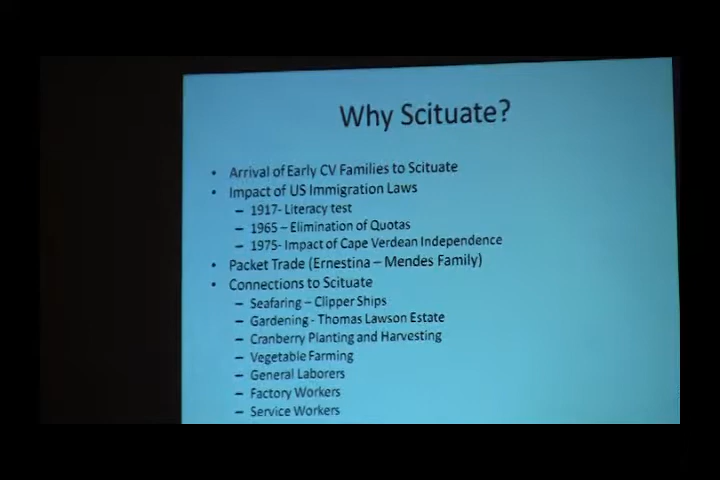 Why Scituate?
• Arrival of Early CV Families to Scituate
• Impact of US Immigration Laws
– 1917- Literacy test
– 1965 – Elimination of Quotas
– 1975- Impact of Cape Verdean Independence
• Packet Trade (Ernestina – Mendes Family)
• Connections to Scituate
– Seafaring – Clipper Ships
– Gardening - Thomas Lawson Estate
– Cranberry Planting and Harvesting
– Vegetable Farming
– General Laborers
– Factory Workers
– Service Workers